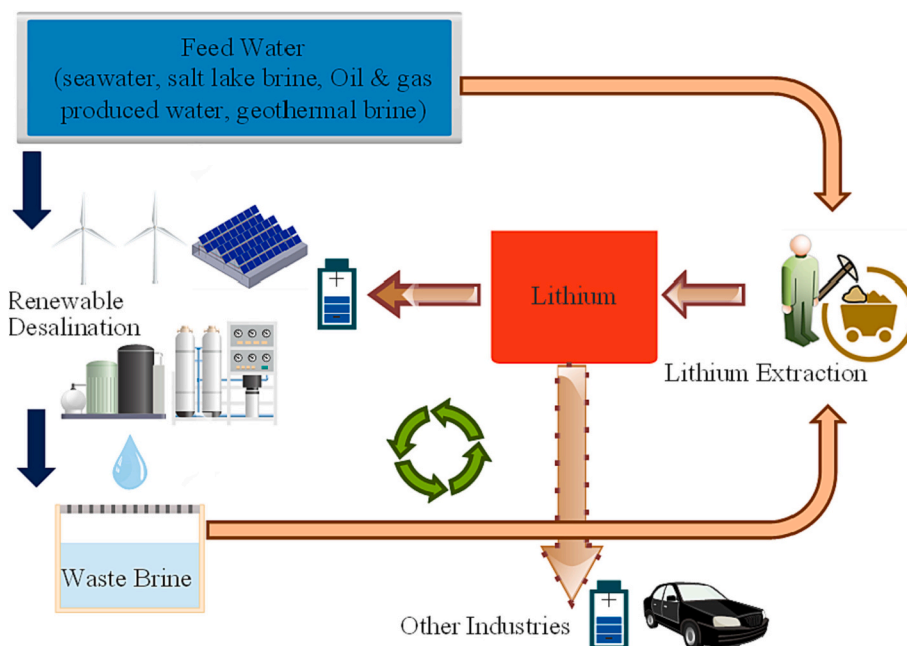 Feed Water
(seawater, salt lake brine, Oil & gas
produced water, geothermal brine)
Renewable
Desalination
Lithium
Lithium Extraction
Waste Brine
Other Industries